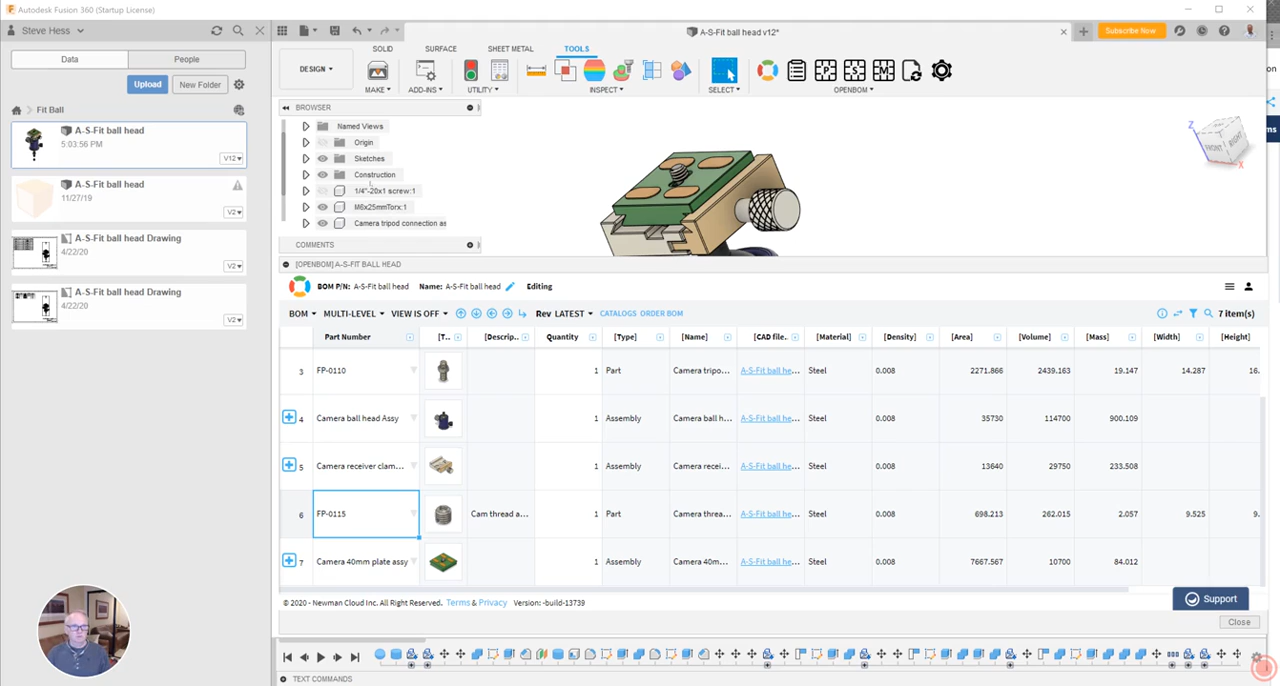 Autodesk Fusion 360 (Startup License)
Steve Hess
A-S-Fit ball head v12*
Subscribe Now
Data
People
Upload
New Folder
Fit Ball
A-S-Fit ball head
5:03:56 PM
V12
A-S-Fit ball head
11/27/19
V2
A-S-Fit ball head Drawing
4/22/20
V2
A-S-Fit ball head Drawing
4/22/20
V2
SOLID
SURFACE
SHEET METAL
TOOLS
DESIGN
MAKE
ADD-INS
UTILITY
INSPECT
SELECT
OPENBOM
BROWSER
Named Views
Origin
Sketches
Construction
1/4"-20x1 screw:1
M6x25mmTorx:1
Camera tripod connection as
COMMENTS
Z
FRONT
RIGHT
X
[OPENBOM] A-S-FIT BALL HEAD
BOM P/N: A-S-Fit ball head Name: A-S-Fit ball head Editing
BOM MULTI-LEVEL VIEW IS OFF Rev LATEST CATALOGS ORDER BOM 7 item(s)
Part Number [T... [Descrip... Quantity [Type] [Name] [CAD file... [Material] [Density] [Area] [Volume] [Mass] [Width] [Height]
3 FP-0110 1 Part Camera tripo... A-S-Fit ball he... Steel 0.008 2271.866 2439.163 19.147 14.287 16.
4 Camera ball head Assy 1 Assembly Camera ball h... A-S-Fit ball he... Steel 0.008 35730 114700 900.109
5 Camera receiver clam... 1 Assembly Camera recei... A-S-Fit ball he... Steel 0.008 13640 29750 233.508
6 FP-0115 Cam thread a... 1 Part Camera threa... A-S-Fit ball he... Steel 0.008 698.213 262.015 2.057 9.525 9.
7 Camera 40mm plate assy 1 Assembly Camera 40m... A-S-Fit ball he... Steel 0.008 7667.567 10700 84.012
© 2020 - Newman Cloud Inc. All Right Reserved. Terms & Privacy Version: -build-13739
Support
Close
TEXT COMMANDS